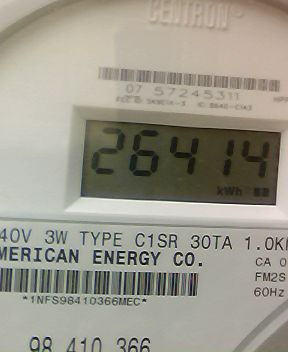 CENTRON®
07 57245311
26414
kWh
40V 3W TYPE C1SR 30TA 1.0K
MERICAN ENERGY CO.
CA 0
FM2S
*1NFS98410366MEC*
60Hz
98 410 366